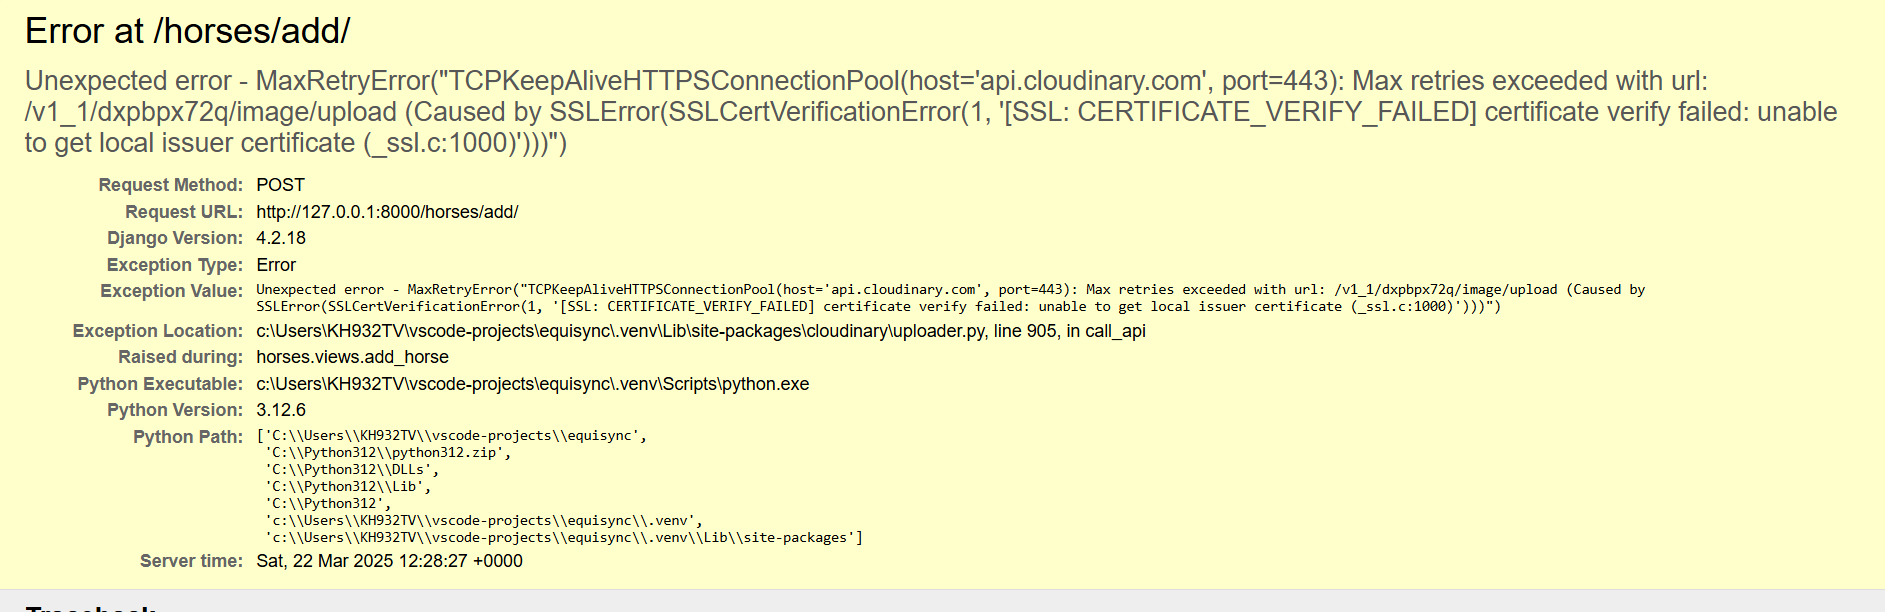 Error at /horses/add/
Unexpected error - MaxRetryError("TCPKeepAliveHTTPSConnectionPool(host='api.cloudinary.com', port=443): Max retries exceeded with url:
/v1_1/dxpbpx72q/image/upload (Caused by SSLError(SSLCertVerificationError(1, '[SSL: CERTIFICATE_VERIFY_FAILED] certificate verify failed: unable
to get local issuer certificate (_ssl.c:1000)')))")
Request Method: POST
Request URL: http://127.0.0.1:8000/horses/add/
Django Version: 4.2.18
Exception Type: Error
Exception Value: Unexpected error - MaxRetryError("TCPKeepAliveHTTPSConnectionPool(host='api.cloudinary.com', port=443): Max retries exceeded with url: /v1_1/dxpbpx72q/image/upload (Caused by
SSLError(SSLCertVerificationError(1, '[SSL: CERTIFICATE_VERIFY_FAILED] certificate verify failed: unable to get local issuer certificate (_ssl.c:1000)')))")
Exception Location: c:\Users\KH932TV\vscode-projects\equisync\.venv\Lib\site-packages\cloudinary\uploader.py, line 905, in call_api
Raised during: horses.views.add_horse
Python Executable: c:\Users\KH932TV\vscode-projects\equisync\.venv\Scripts\python.exe
Python Version: 3.12.6
Python Path: ['C:\\Users\\KH932TV\\vscode-projects\\equisync',
'C:\\Python312\\python312.zip',
'C:\\Python312\\DLLs',
'C:\\Python312\\Lib',
'C:\\Python312',
'c:\\Users\\KH932TV\\vscode-projects\\equisync\\.venv',
'c:\\Users\\KH932TV\\vscode-projects\\equisync\\.venv\\Lib\\site-packages']
Server time: Sat, 22 Mar 2025 12:28:27 +0000
Traceback